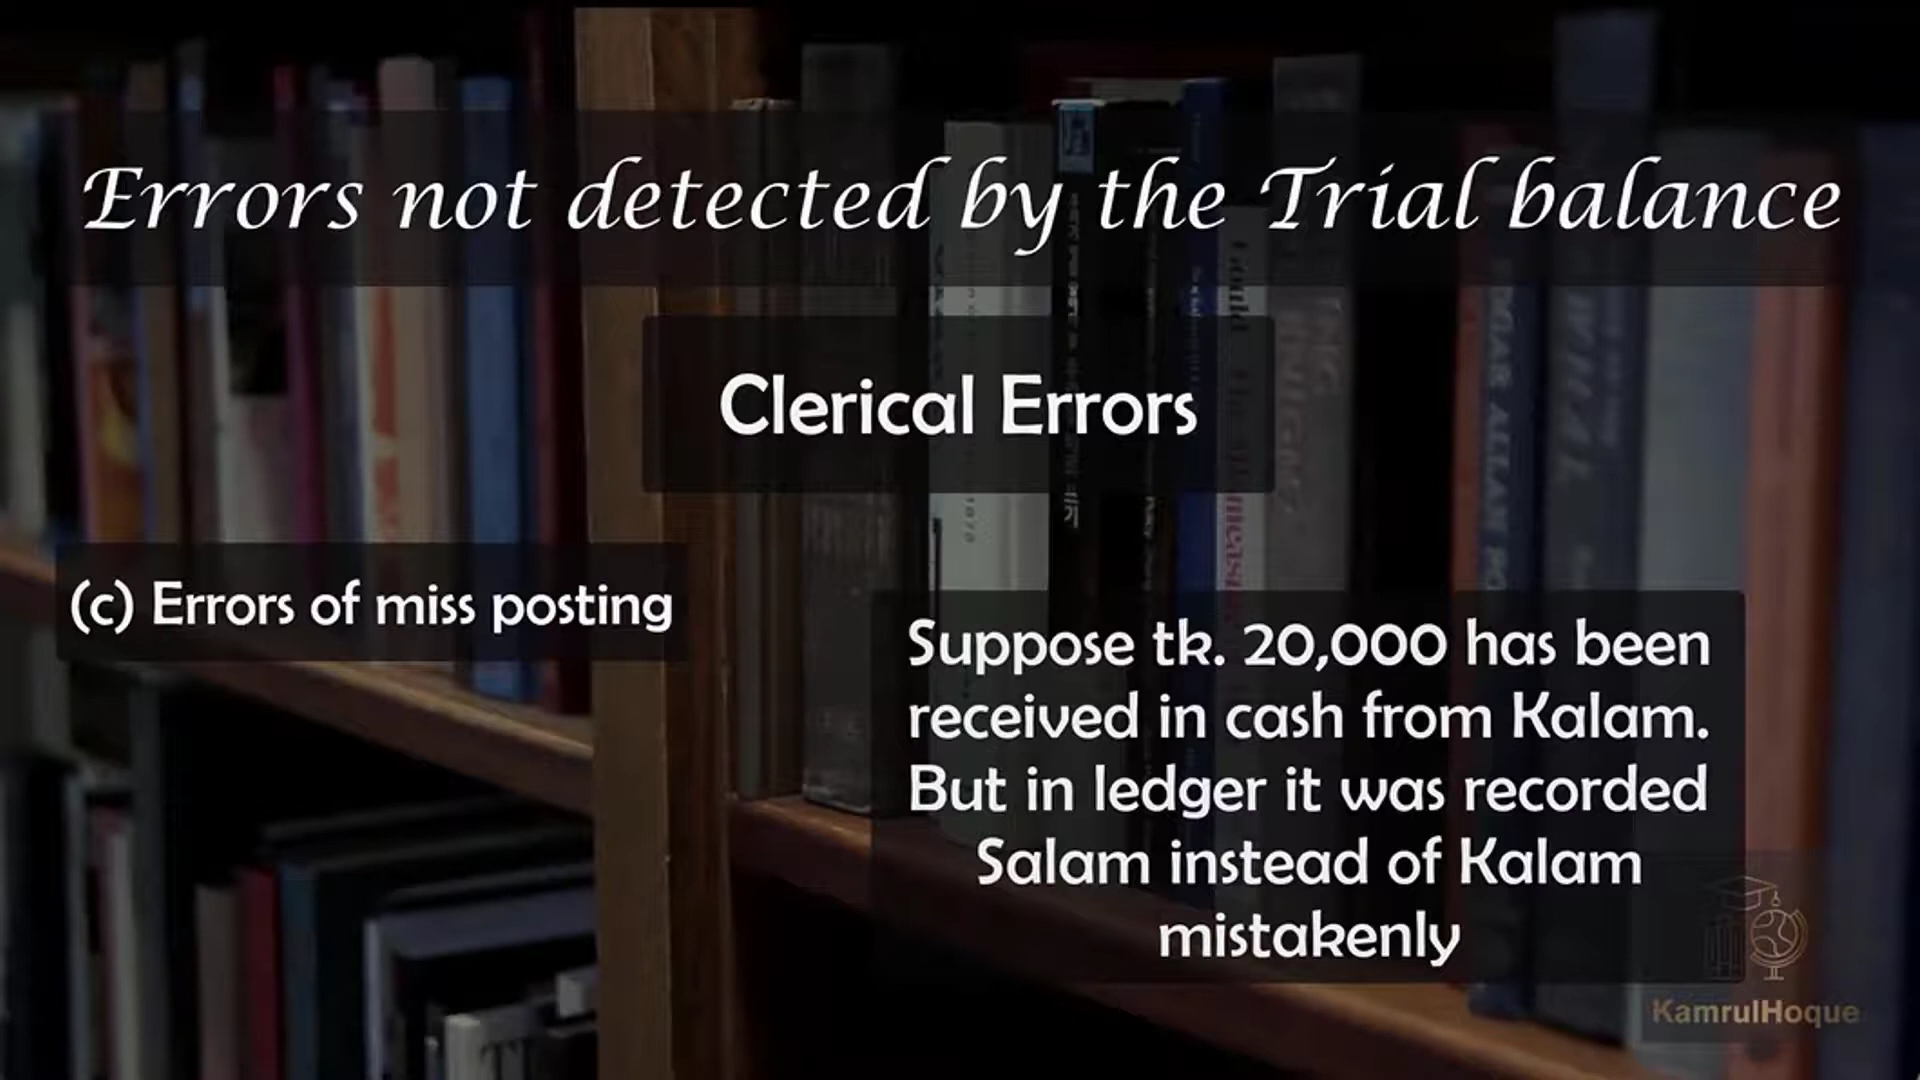 Errors not detected by the Trial balance
Clerical Errors
(c) Errors of miss posting
Suppose tk. 20,000 has been
received in cash from Kalam.
But in ledger it was recorded
Salam instead of Kalam
mistakenly
KamrulHoque